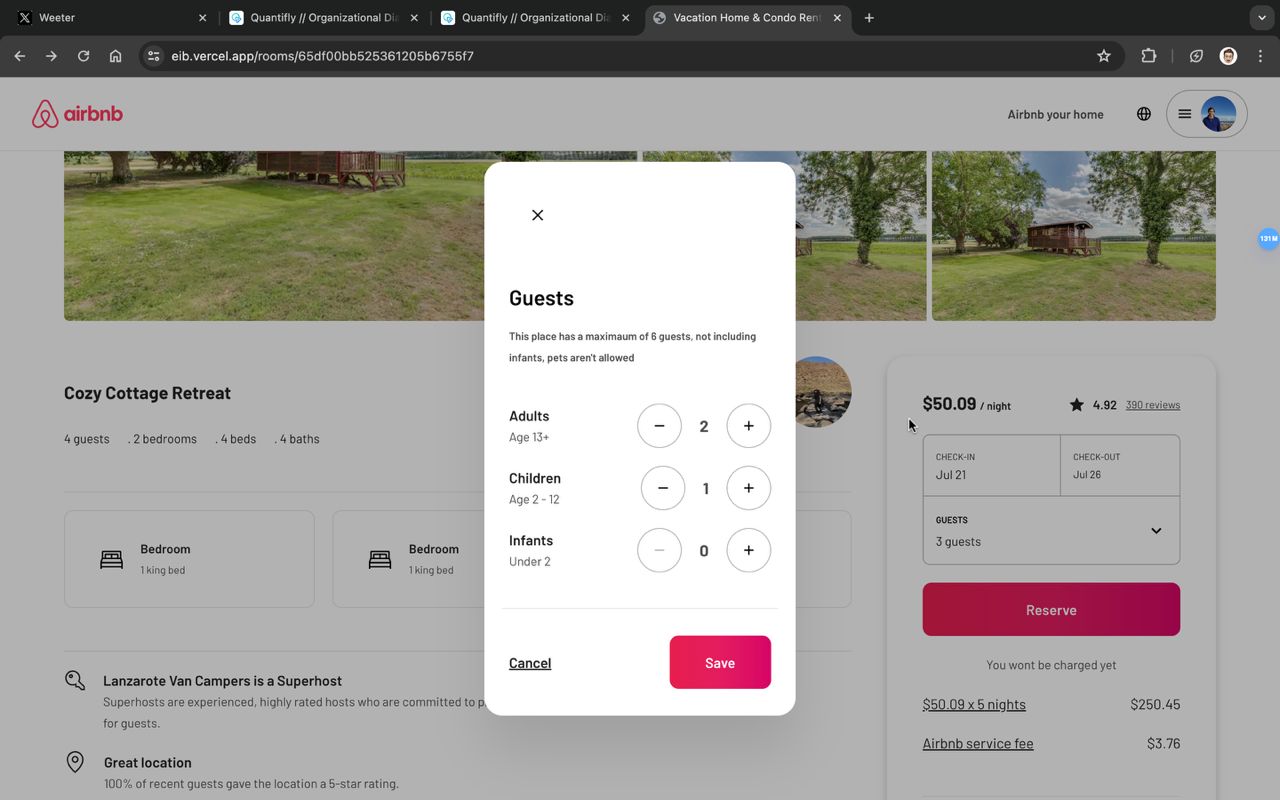 Weeter
Quantifly // Organizational Di
Quantifly // Organizational Di
Vacation Home & Condo Ren
eib.vercel.app/rooms/65df00bb525361205b6755f7
airbnb
Airbnb your home
131M
Guests
This place has a maximaum of 6 guests, not including
infants, pets aren't allowed
Adults
Age 13+
2
Children
Age 2 - 12
1
Infants
Under 2
0
Cancel
Save
Cozy Cottage Retreat
4 guests . 2 bedrooms . 4 beds . 4 baths
Bedroom
1 king bed
Bedroom
1 king bed
Lanzarote Van Campers is a Superhost
Superhosts are experienced, highly rated hosts who are committed to p
for guests.
Great location
100% of recent guests gave the location a 5-star rating.
$50.09 / night
4.92 390 reviews
CHECK-IN
Jul 21
CHECK-OUT
Jul 26
GUESTS
3 guests
Reserve
You wont be charged yet
$50.09 x 5 nights $250.45
Airbnb service fee $3.76